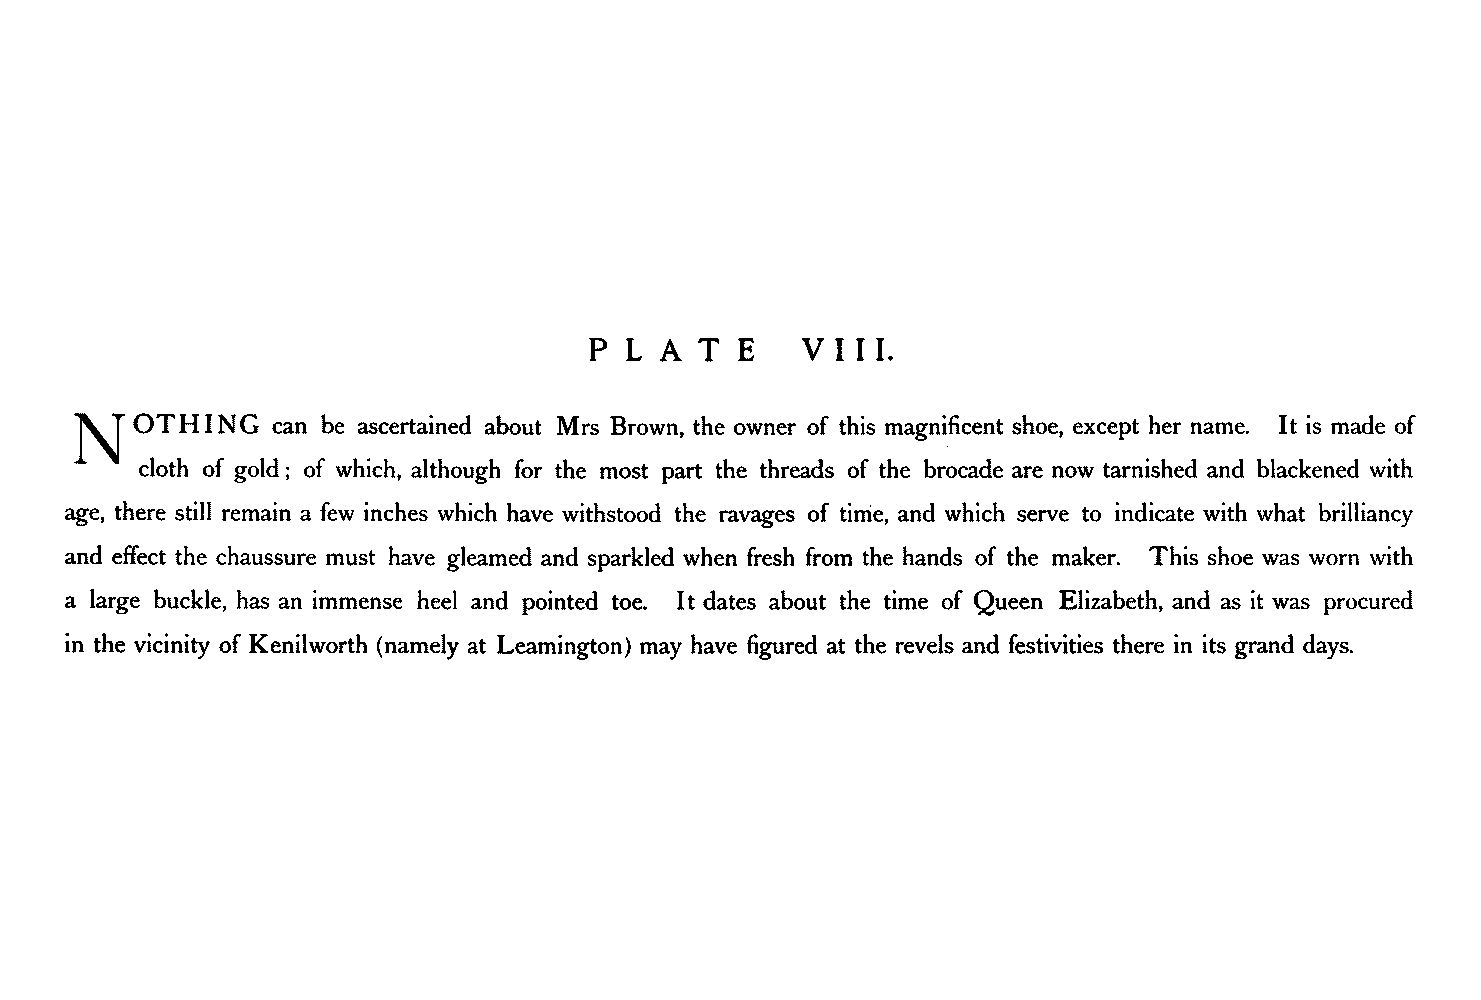 PLATE VIII.
NOTHING can be ascertained about Mrs Brown, the owner of this magnificent shoe, except her name. It is made of
cloth of gold; of which, although for the most part the threads of the brocade are now tarnished and blackened with
age, there still remain a few inches which have withstood the ravages of time, and which serve to indicate with what brilliancy
and effect the chaussure must have gleamed and sparkled when fresh from the hands of the maker. This shoe was worn with
a large buckle, has an immense heel and pointed toe. It dates about the time of Queen Elizabeth, and as it was procured
in the vicinity of Kenilworth (namely at Leamington) may have figured at the revels and festivities there in its grand days.